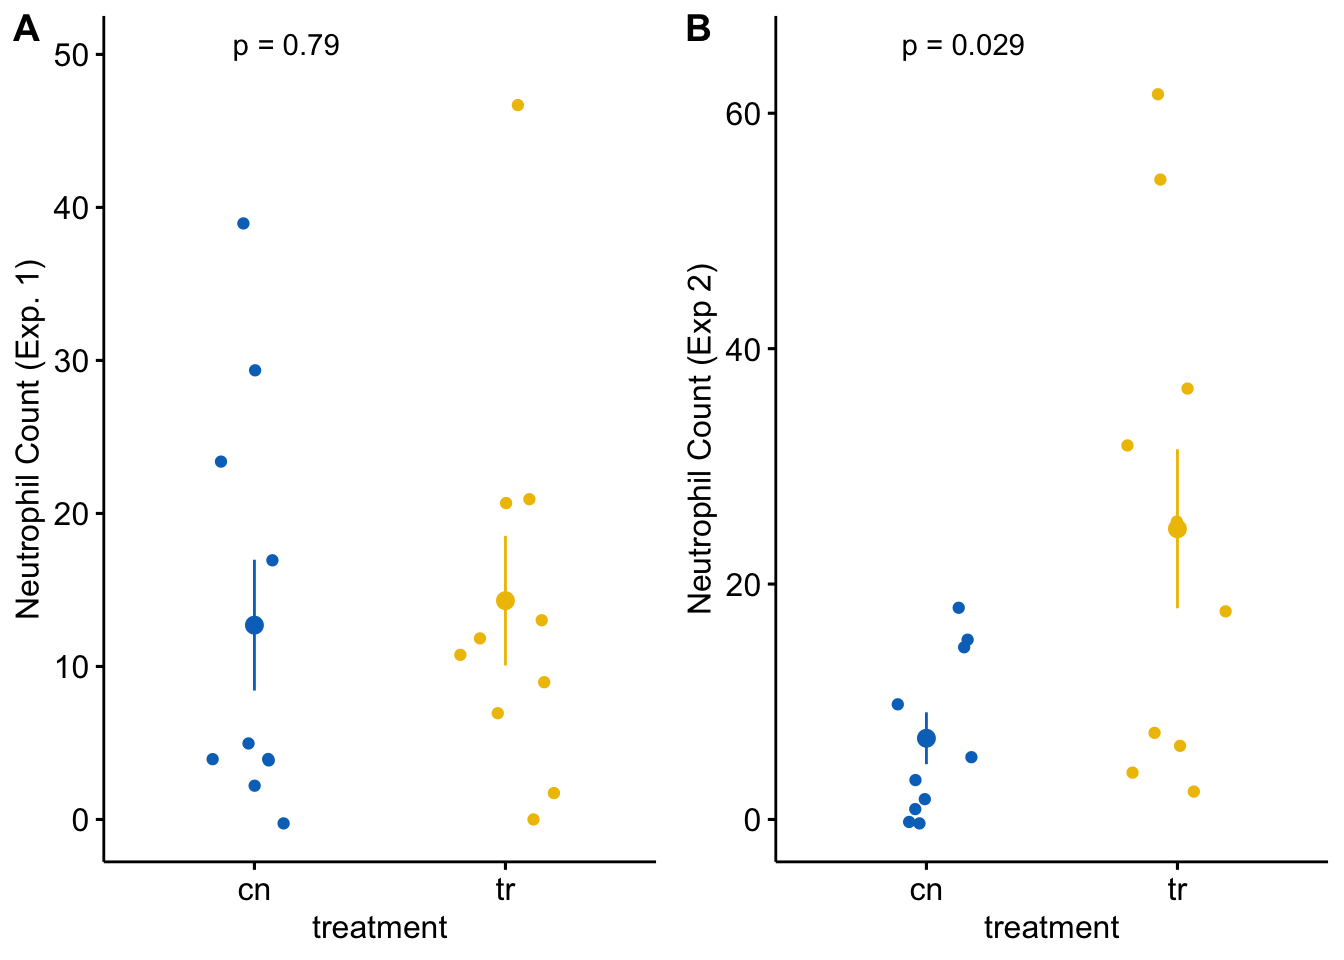 A
p = 0.79
Neutrophil Count (Exp. 1)
50
40
30
20
10
0
cn
tr
treatment
B
p = 0.029
Neutrophil Count (Exp 2)
60
40
20
0
cn
tr
treatment